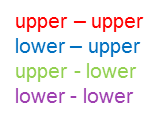 upper – upper
lower – upper
upper - lower
lower - lower